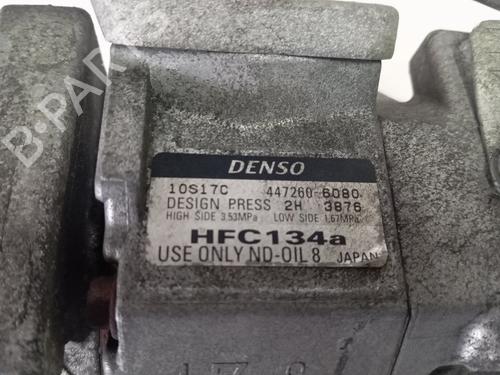 B-PARTS
DENSO
10S17C 447260-6080
DESIGN PRESS 2H 3876
HIGH SIDE 3.53MPa LOW SIDE 1.67MPa
HFC134a
USE ONLY ND-OIL 8 JAPAN